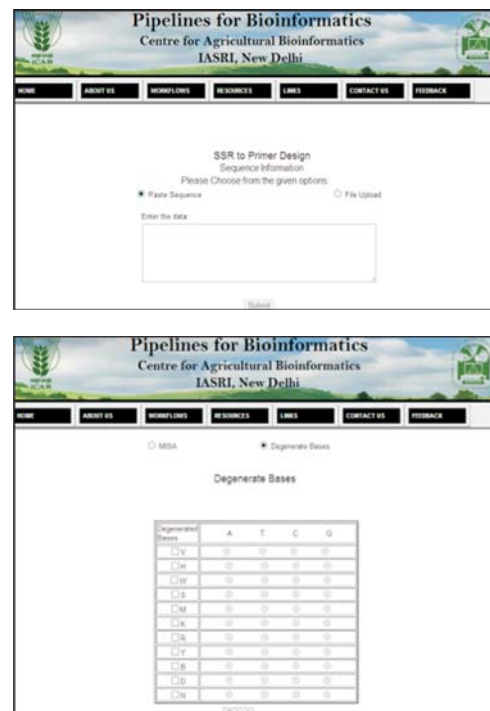 Pipelines for Bioinformatics
Centre for Agricultural Bioinformatics
IASRI, New Delhi
ICAR
HOME ABOUT US WORKFLOWS RESOURCES LINKS CONTACT US FEEDBACK
SSR to Primer Design
Sequence Information
Please Choose from the given options:
Paste Sequence File Upload
Enter the data
Submit
Pipelines for Bioinformatics
Centre for Agricultural Bioinformatics
IASRI, New Delhi
ICAR
HOME ABOUT US WORKFLOWS RESOURCES LINKS CONTACT US FEEDBACK
MISA Degenerate Bases
Degenerate Bases
Degenerated
Bases A T C G
V
H
W
S
M
K
R
Y
B
D
N